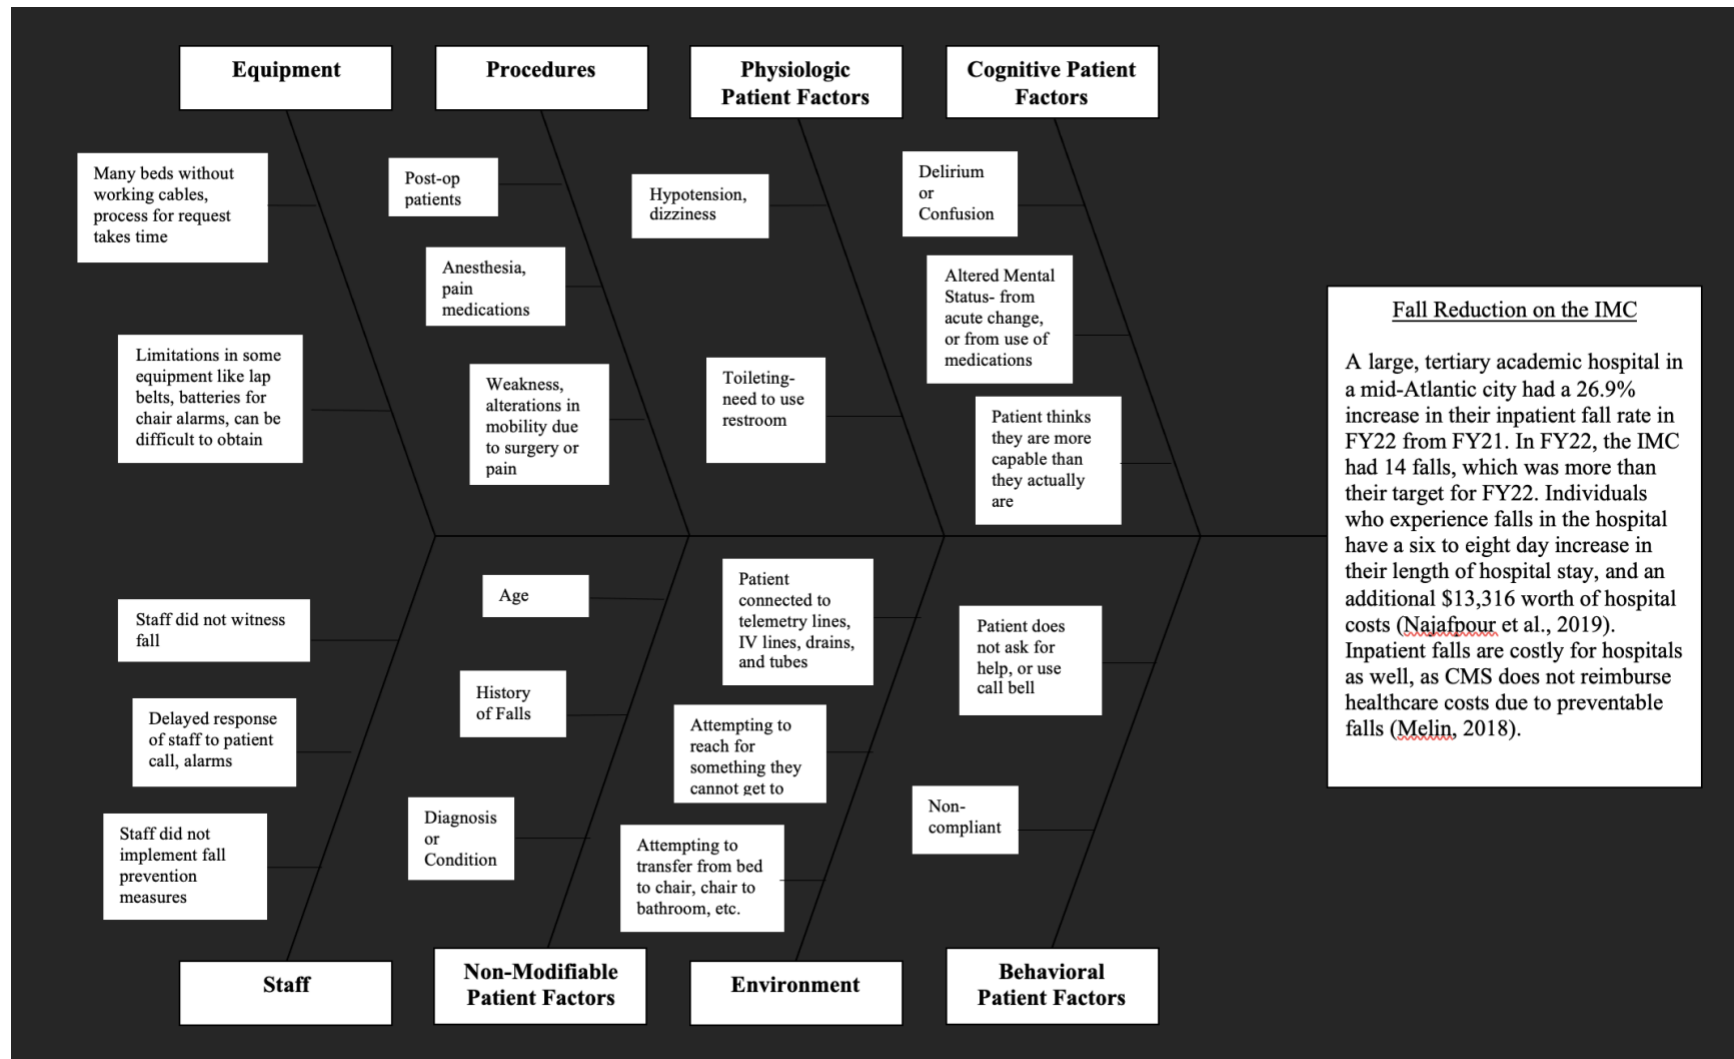 Equipment
Procedures
Physiologic
Patient Factors
Cognitive Patient
Factors
Many beds without
working cables,
process for request
takes time
Post-op
patients
Hypotension,
dizziness
Delirium
or
Confusion
Anesthesia,
pain
medications
Altered Mental
Status- from
acute change,
or from use of
medications
Limitations in some
equipment like lap
belts, batteries for
chair alarms, can be
difficult to obtain
Weakness,
alterations in
mobility due
to surgery or
pain
Toileting-
need to use
restroom
Patient thinks
they are more
capable than
they actually
are
Fall Reduction on the IMC
A large, tertiary academic hospital in
a mid-Atlantic city had a 26.9%
increase in their inpatient fall rate in
FY22 from FY21. In FY22, the IMC
had 14 falls, which was more than
their target for FY22. Individuals
who experience falls in the hospital
have a six to eight day increase in
their length of hospital stay, and an
additional $13,316 worth of hospital
costs (Najafpour et al., 2019).
Inpatient falls are costly for hospitals
as well, as CMS does not reimburse
healthcare costs due to preventable
falls (Melin, 2018).
Staff did not witness
fall
Age
Patient
connected to
telemetry lines,
IV lines, drains,
and tubes
Patient does
not ask for
help, or use
call bell
Delayed response
of staff to patient
call, alarms
History
of Falls
Attempting to
reach for
something they
cannot get to
Non-
compliant
Staff did not
implement fall
prevention
measures
Diagnosis
or
Condition
Attempting to
transfer from bed
to chair, chair to
bathroom, etc.
Staff
Non-Modifiable
Patient Factors
Environment
Behavioral
Patient Factors